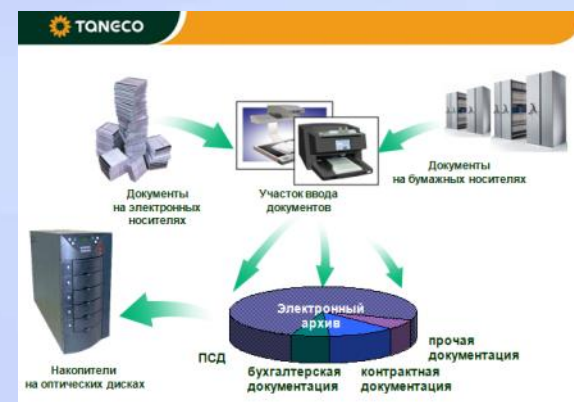 TANECO
Документы
на электронных
носителях
Участок ввода
документов
Документы
на бумажных носителях
Электронный
архив
Накопители
на оптических дисках
ПСД
бухгалтерская
документация
контрактная
документация
прочая
документация